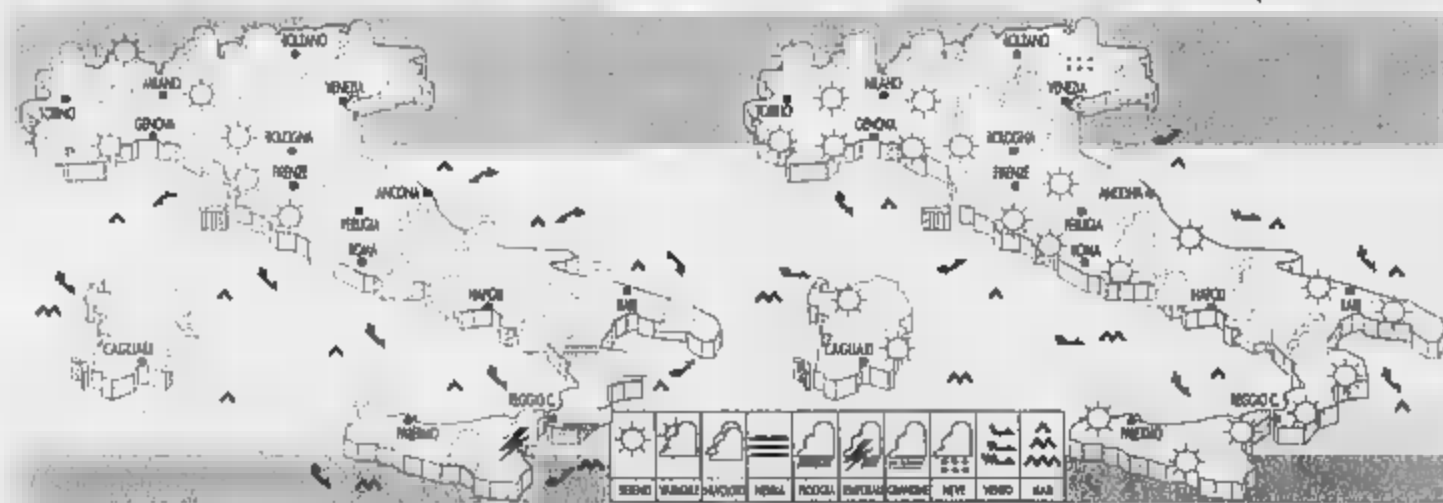 BOLZANO
MILANO
VENEZIA
TORINO
GENOVA
BOLOGNA
FIRENZE
ANCONA
PERUGIA
ROMA
NAPOLI
BARI
CAGLIARI
REGGIO C.
PALERMO
BOLZANO
MILANO
VENEZIA
TORINO
GENOVA
BOLOGNA
FIRENZE
ANCONA
PERUGIA
ROMA
NAPOLI
BARI
CAGLIARI
REGGIO C.
PALERMO
SERENO VARIABILE NUVOLOSO NEBBIA PIOGGIA TEMPORALE GRANDINE NEVE VENTO MARE